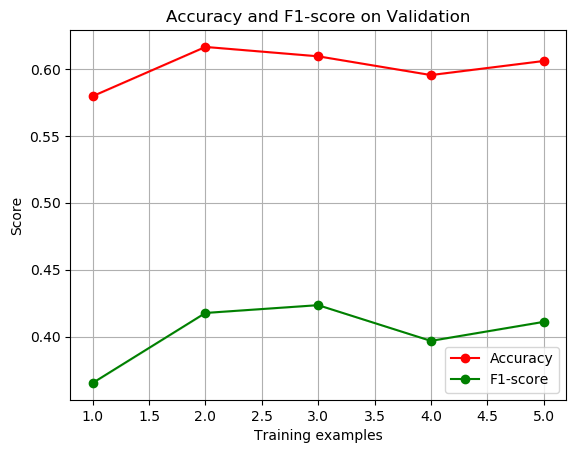 Accuracy and F1-score on Validation
0.60
0.55
0.50
0.45
0.40
Score
1.0 1.5 2.0 2.5 3.0 3.5 4.0 4.5 5.0
Training examples
Accuracy
F1-score